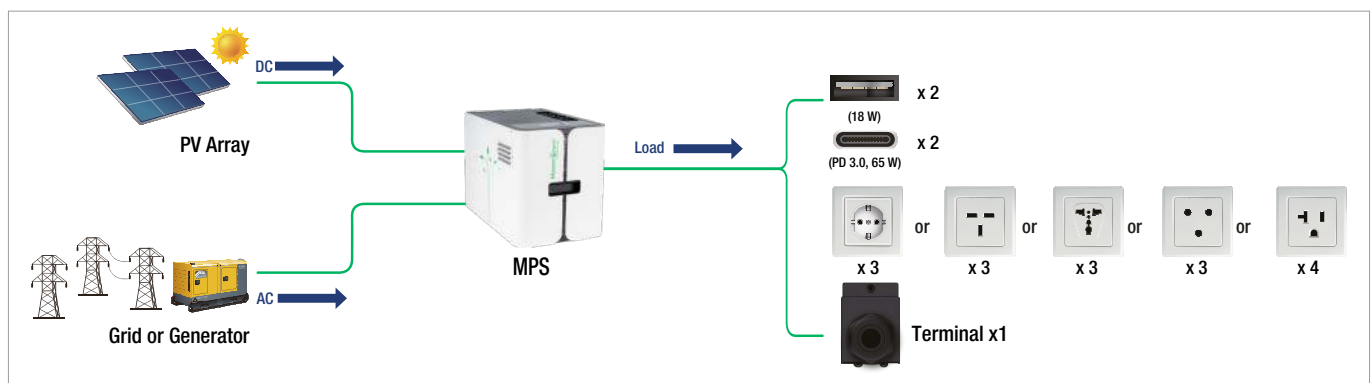 DC
PV Array
Grid or Generator
AC
MPS
Load
x 2
(18 W)
x 2
(PD 3.0, 65 W)
or
or
or
or
x 3
x 3
x 3
x 3
x 4
Terminal x1